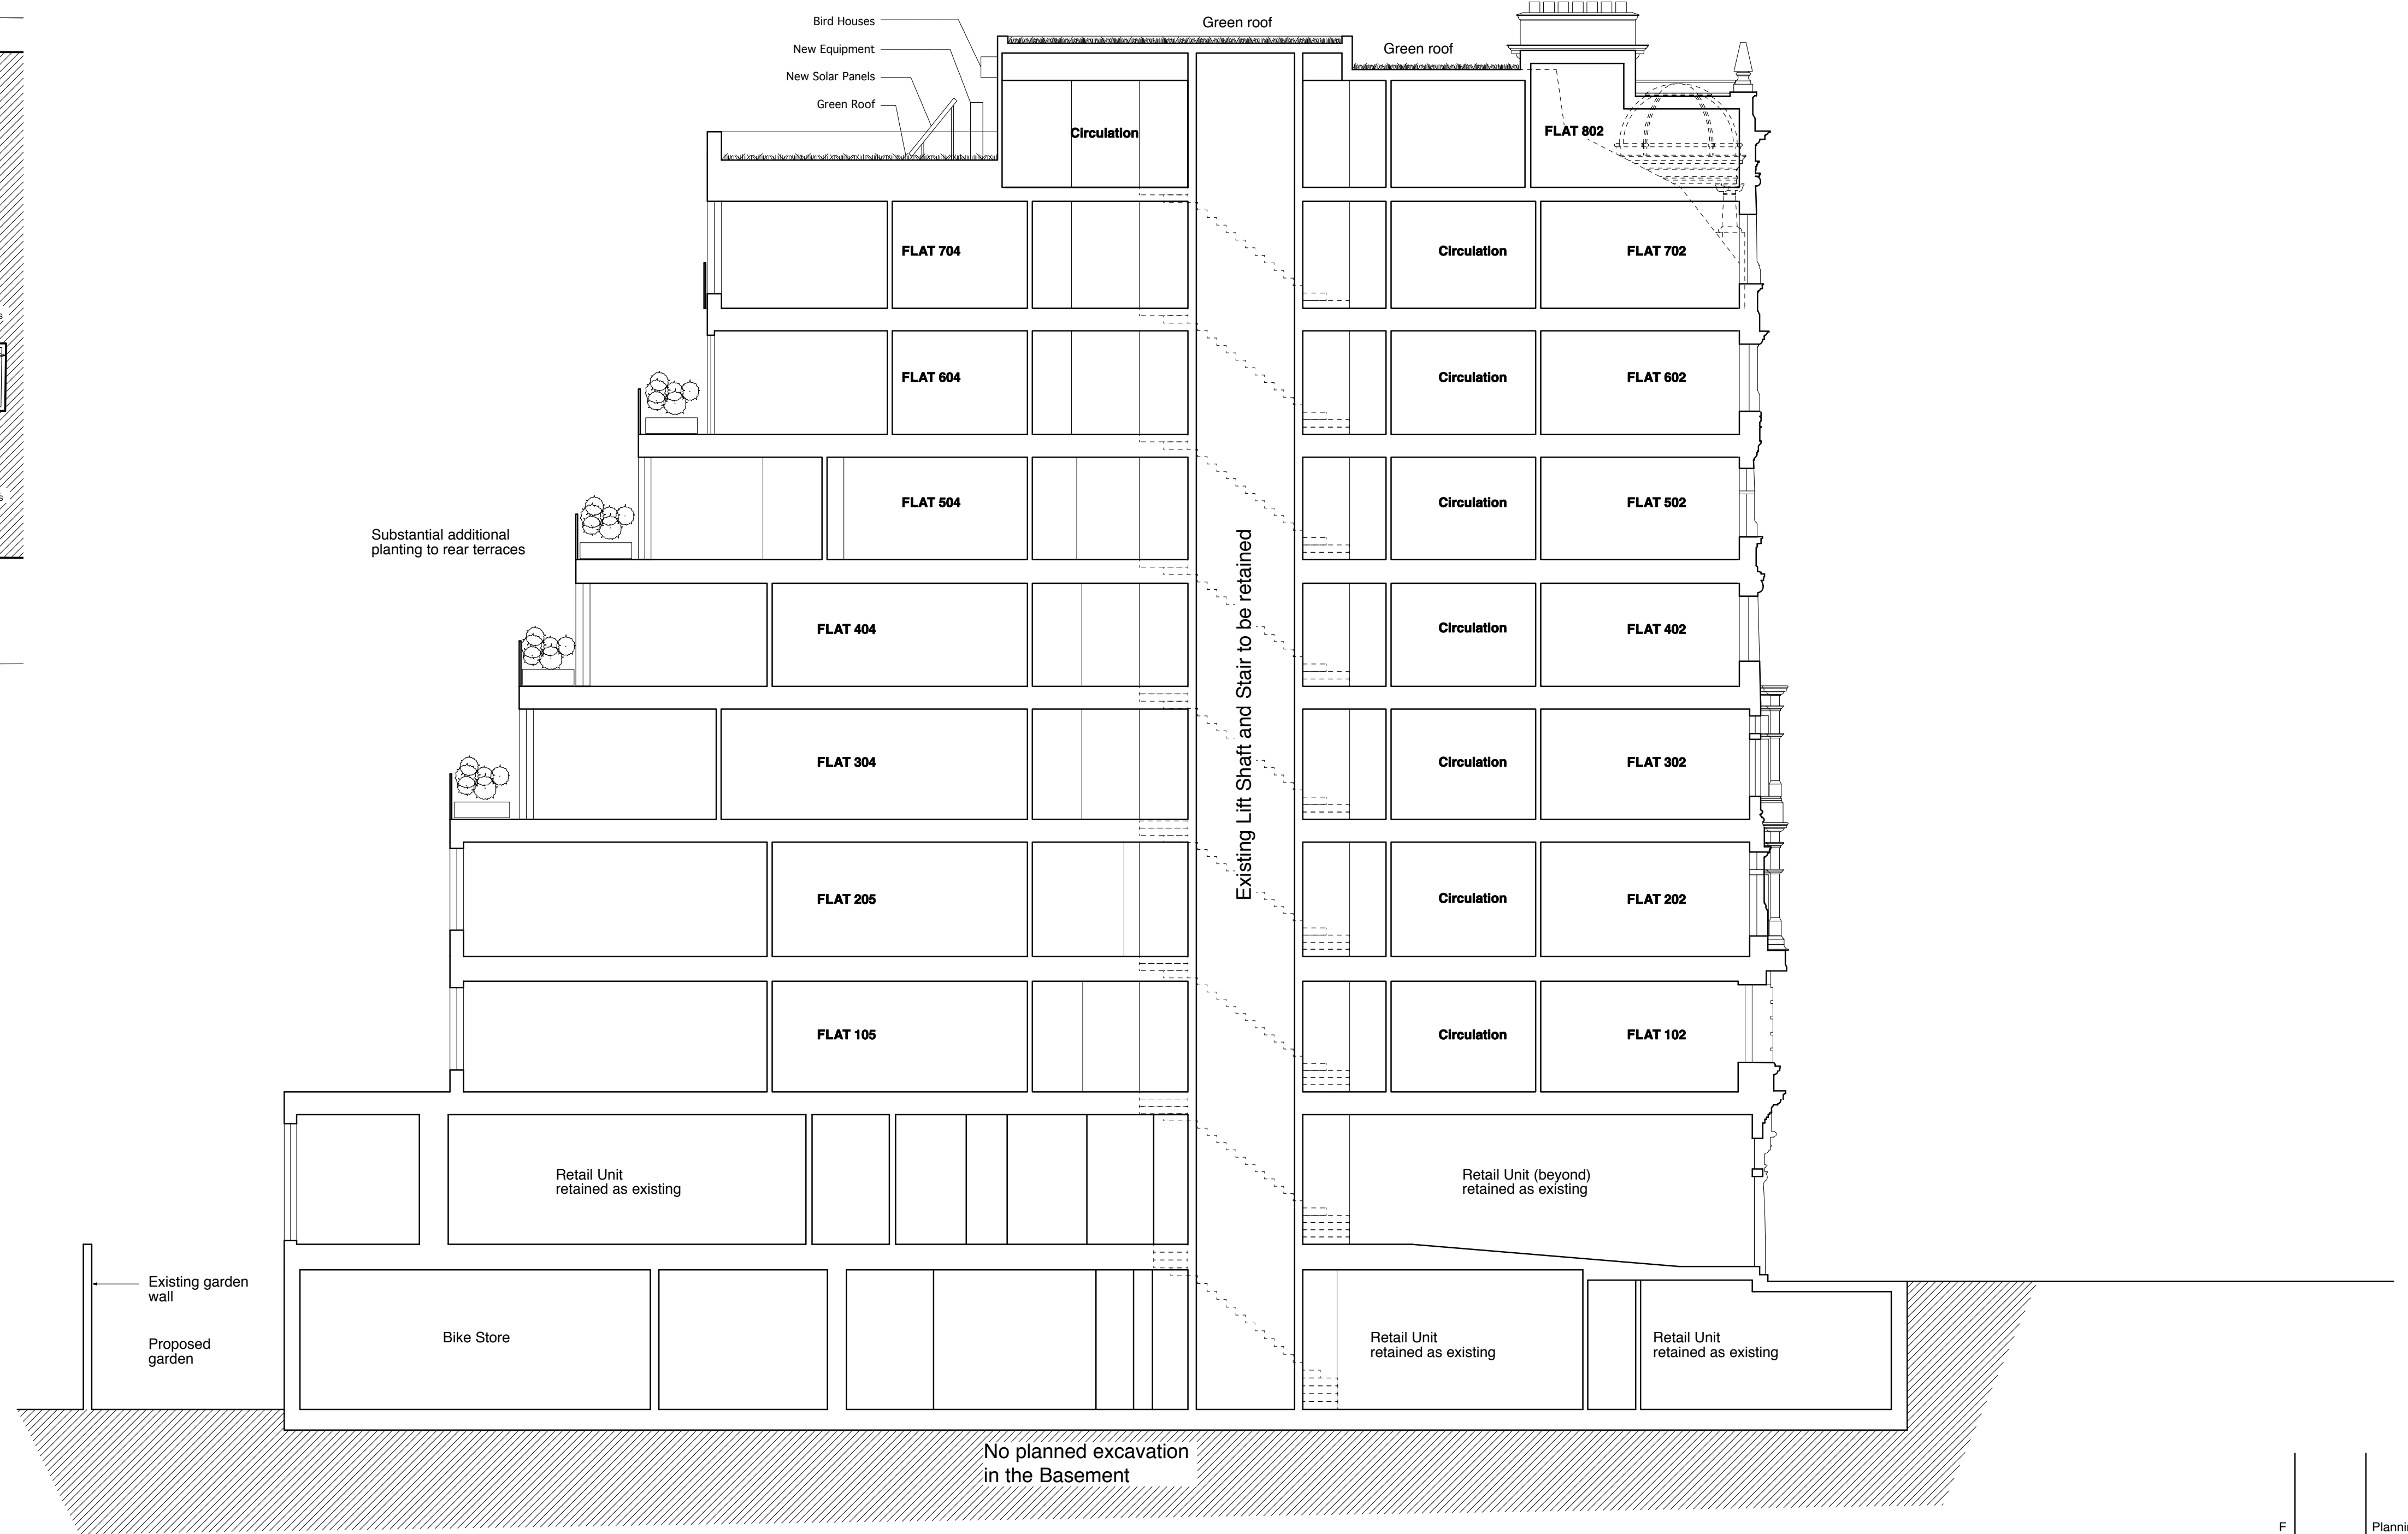 Bird Houses
New Equipment
New Solar Panels
Green Roof
Green roof
Green roof
Circulation
FLAT 802
FLAT 704
Circulation
FLAT 702
FLAT 604
Circulation
FLAT 602
FLAT 504
Circulation
FLAT 502
Substantial additional
planting to rear terraces
Existing Lift Shaft and Stair to be retained
FLAT 404
Circulation
FLAT 402
FLAT 304
Circulation
FLAT 302
FLAT 205
Circulation
FLAT 202
FLAT 105
Circulation
FLAT 102
Retail Unit
retained as existing
Retail Unit (beyond)
retained as existing
Existing garden
wall
Proposed
garden
Bike Store
Retail Unit
retained as existing
Retail Unit
retained as existing
No planned excavation
in the Basement
F